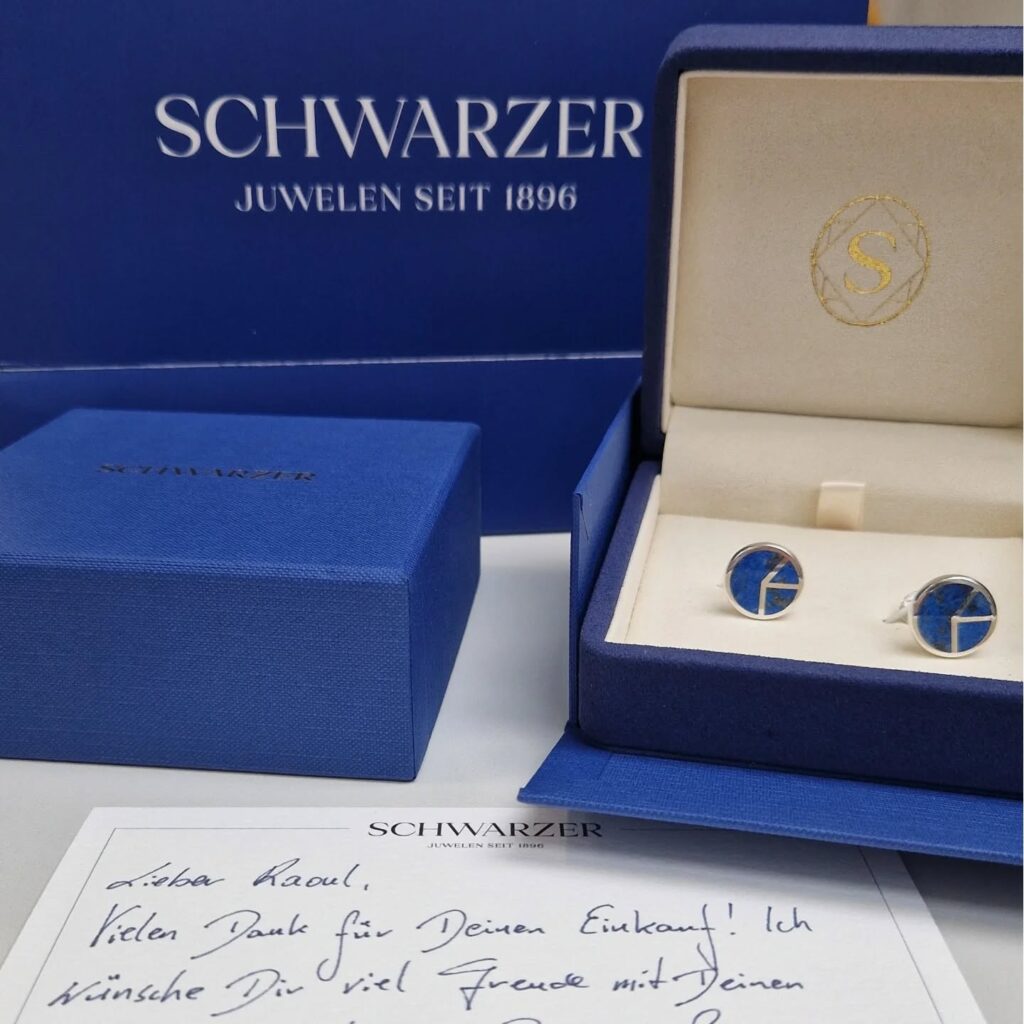 SCHWARZER
JUWELEN SEIT 1896
S
SCHWARZER
SCHWARZER
JUWELEN SEIT 1896
Lieber Raoul,
Vielen Dank für Deinen Einkauf! Ich
wünsche Dir viel Freude mit Deinen